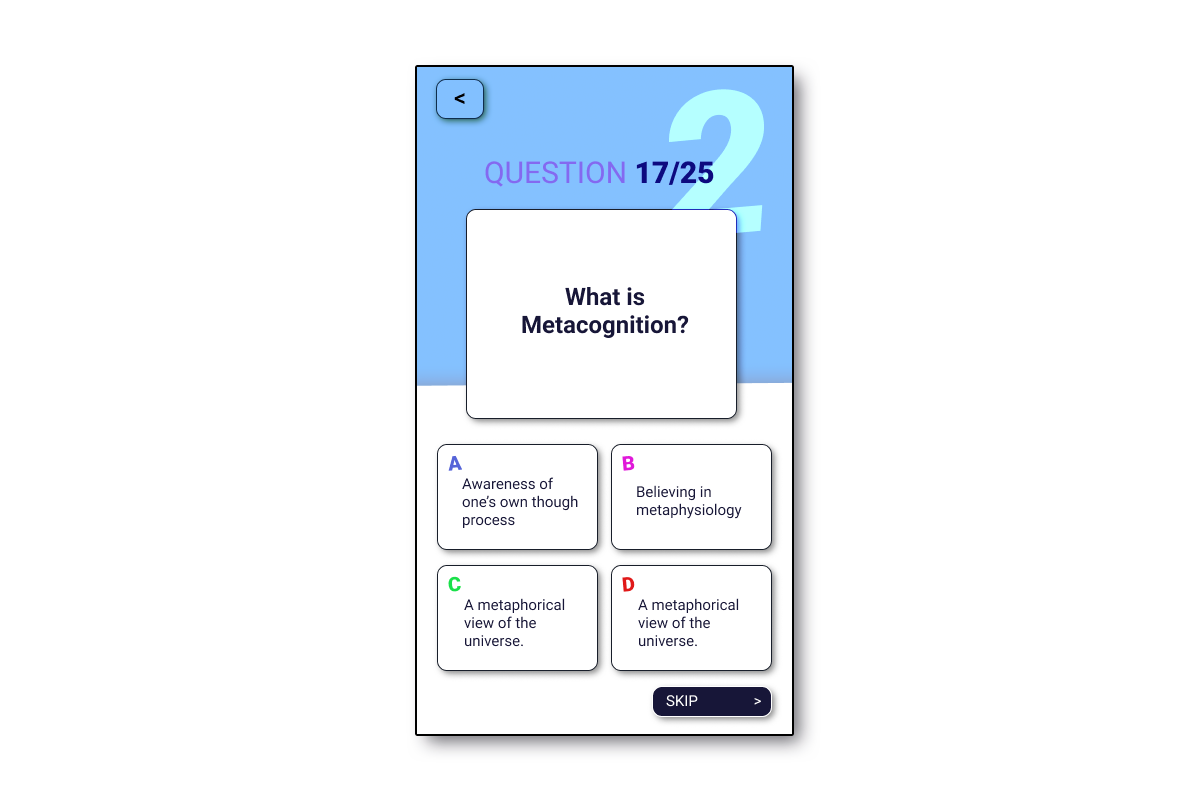 <
2
QUESTION 17/25
What is
Metacognition?
A
Awareness of
one’s own though
process
B
Believing in
metaphysiology
C
A metaphorical
view of the
universe.
D
A metaphorical
view of the
universe.
SKIP >